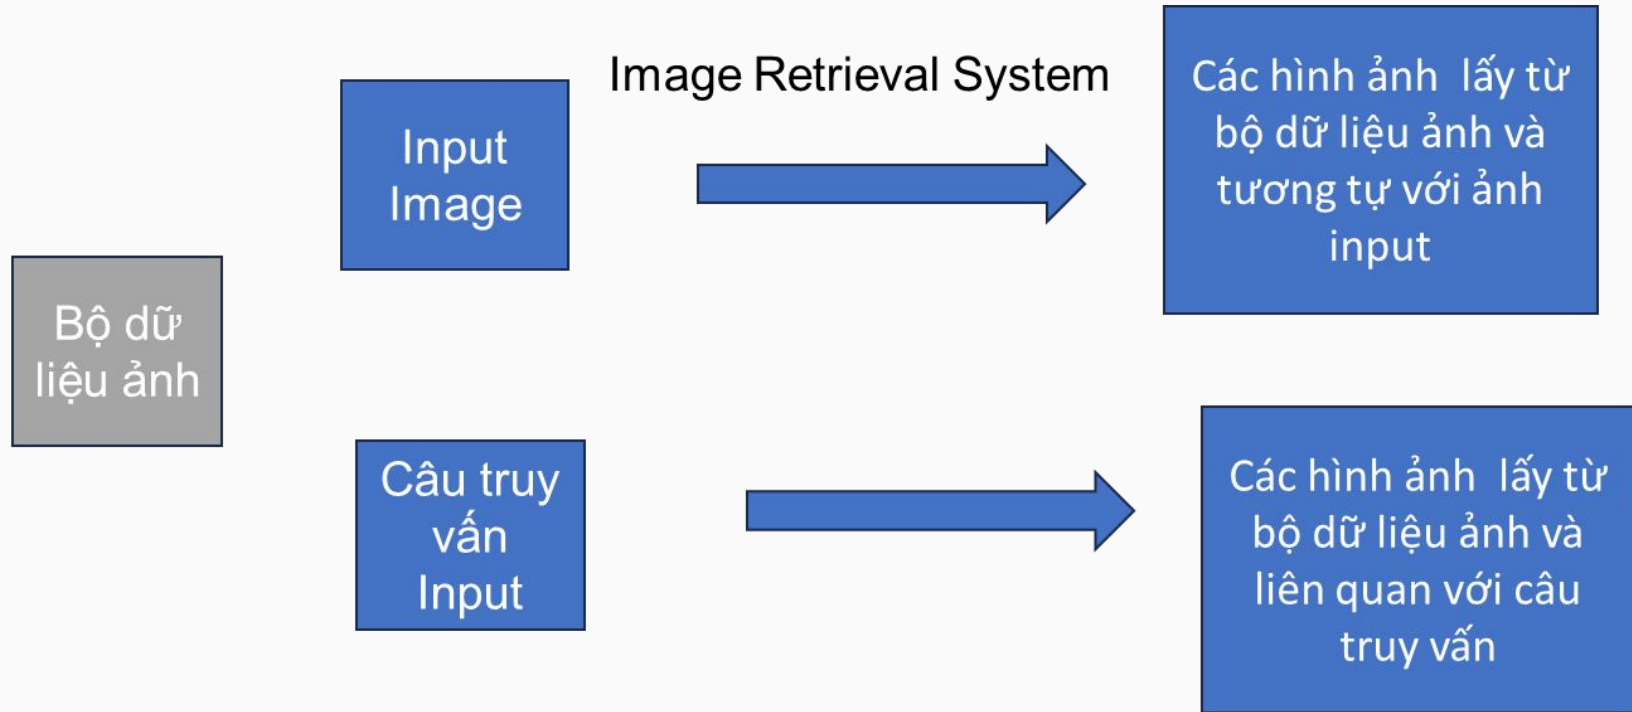 Image Retrieval System
Input
Image
Các hình ảnh lấy từ
bộ dữ liệu ảnh và
tương tự với ảnh
input
Bộ dữ
liệu ảnh
Câu truy
vấn
Input
Các hình ảnh lấy từ
bộ dữ liệu ảnh và
liên quan với câu
truy vấn